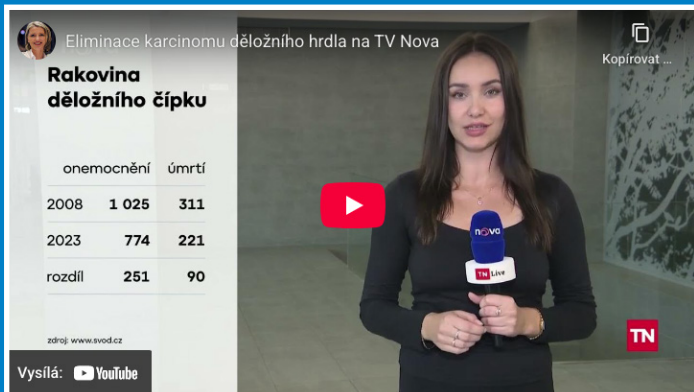 Eliminace karcinomu děložního hrdla na TV Nova
Kopírovat ...
Rakovina
děložního čípku
onemocnění úmrtí
2008 1 025 311
2023 774 221
rozdíl 251 90
nova
TN Live
zdroj: www.svod.cz
TN
Vysílá: YouTube